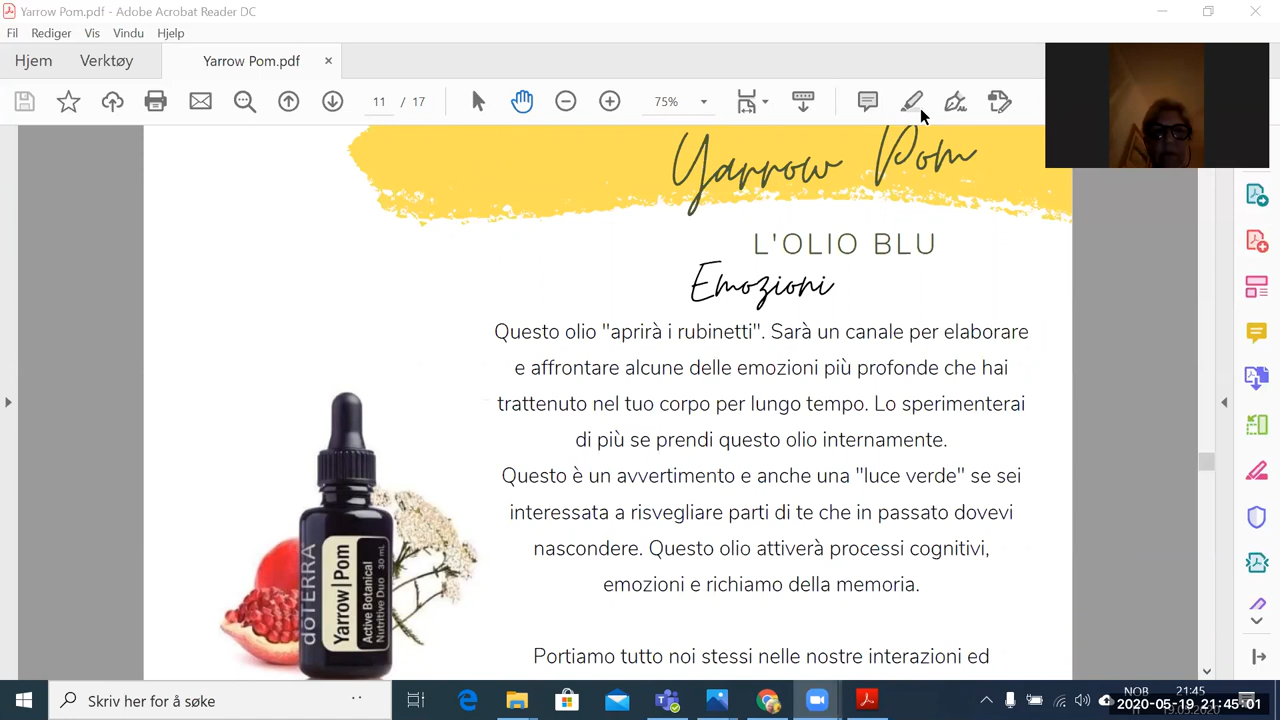 Yarrow Pom.pdf - Adobe Acrobat Reader DC
Fil Rediger Vis Vindu Hjelp
Hjem Verktøy Yarrow Pom.pdf ×
11 / 17 75%
Yarrow Pom
L'OLIO BLU
Emozioni
Questo olio "aprirà i rubinetti". Sarà un canale per elaborare
e affrontare alcune delle emozioni più profonde che hai
trattenuto nel tuo corpo per lungo tempo. Lo sperimenterai
di più se prendi questo olio internamente.
Questo è un avvertimento e anche una "luce verde" se sei
interessata a risvegliare parti di te che in passato dovevi
nascondere. Questo olio attiverà processi cognitivi,
emozioni e richiamo della memoria.
Portiamo tutto noi stessi nelle nostre interazioni ed
dōTERRA
Yarrow|Pom
Active Botanical
Nutritive Duo 30 mL
Skriv her for å søke
NOB 21:45
2020-05-19 21:45:01